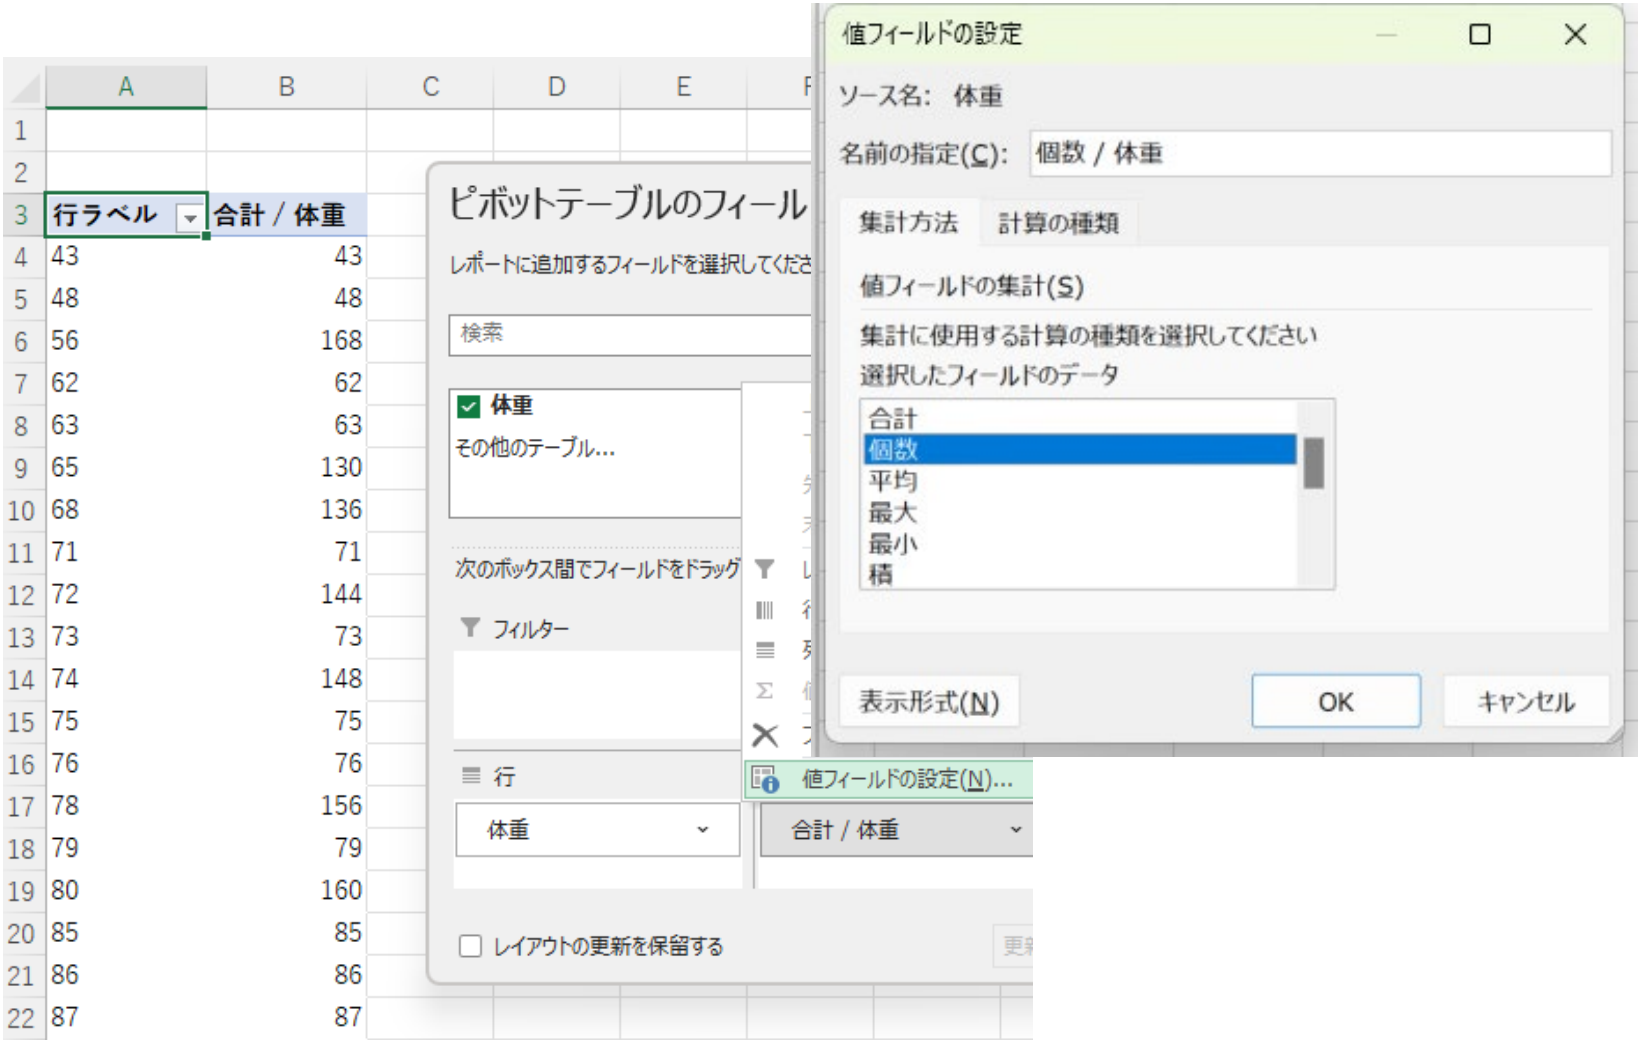 A B C D E
1
2
3 行ラベル 合計 / 体重
4 43 43
5 48 48
6 56 168
7 62 62
8 63 63
9 65 130
10 68 136
11 71 71
12 72 144
13 73 73
14 74 148
15 75 75
16 76 76
17 78 156
18 79 79
19 80 160
20 85 85
21 86 86
22 87 87
ピボットテーブルのフィール
レポートに追加するフィールドを選択してくださ
検索
体重
その他のテーブル...
次のボックス間でフィールドをドラッグ
フィルター
行
体重
値フィールドの設定(N)...
合計 / 体重
レイアウトの更新を保留する
値フィールドの設定
ソース名: 体重
名前の指定(C): 個数 / 体重
集計方法 計算の種類
値フィールドの集計(S)
集計に使用する計算の種類を選択してください
選択したフィールドのデータ
合計
個数
平均
最大
最小
積
表示形式(N) OK キャンセル